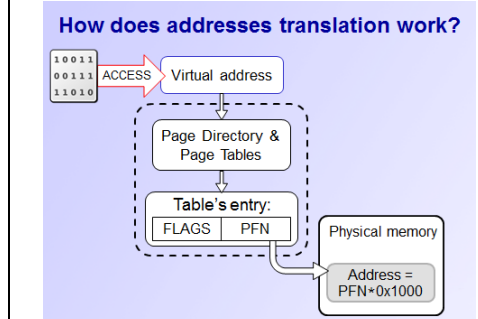 How does addresses translation work?
10011
00111
11010
ACCESS
Virtual address
Page Directory &
Page Tables
Table's entry:
FLAGS PFN
Physical memory
Address =
PFN*0x1000